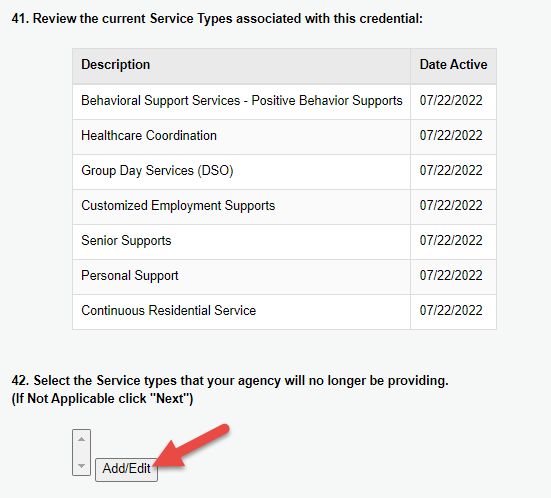 41. Review the current Service Types associated with this credential:
Description Date Active
Behavioral Support Services - Positive Behavior Supports 07/22/2022
Healthcare Coordination 07/22/2022
Group Day Services (DSO) 07/22/2022
Customized Employment Supports 07/22/2022
Senior Supports 07/22/2022
Personal Support 07/22/2022
Continuous Residential Service 07/22/2022
42. Select the Service types that your agency will no longer be providing.
(If Not Applicable click "Next")
Add/Edit